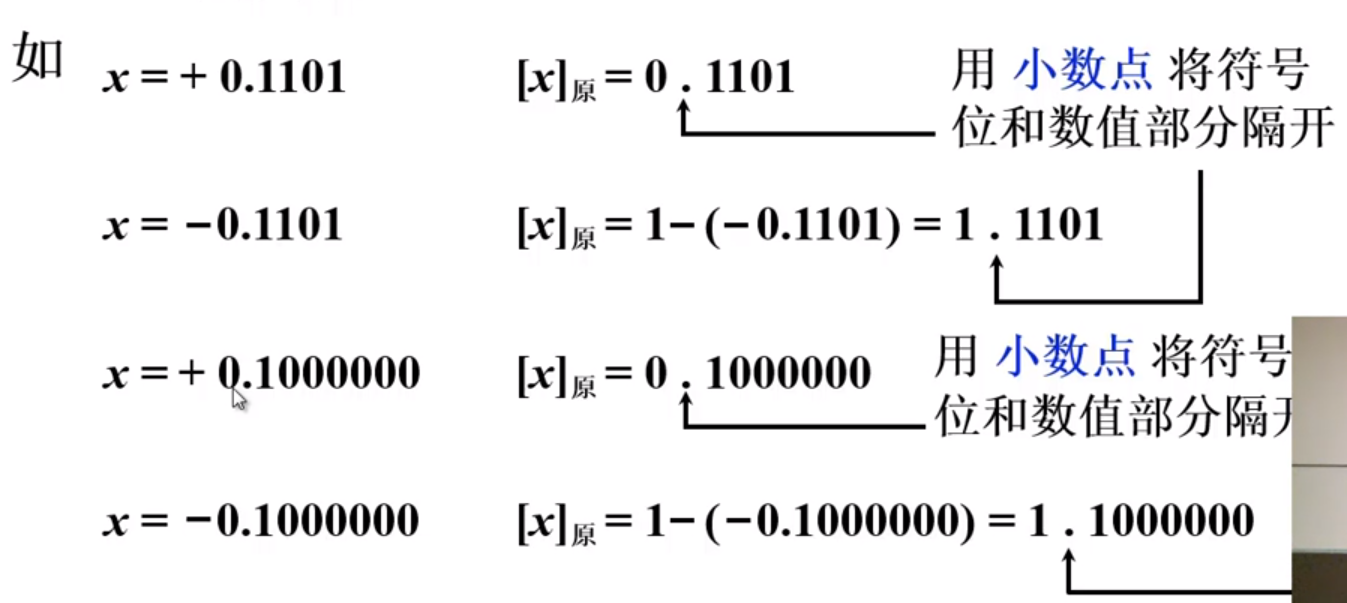 如 x = + 0.1101 [x]原 = 0 . 1101 用 小数点 将符号
位和数值部分隔开
x = −0.1101 [x]原 = 1− (−0.1101) = 1 . 1101
x = + 0.1000000 [x]原 = 0 . 1000000 用 小数点 将符号
位和数值部分隔
x = −0.1000000 [x]原 = 1− (−0.1000000) = 1 . 1000000